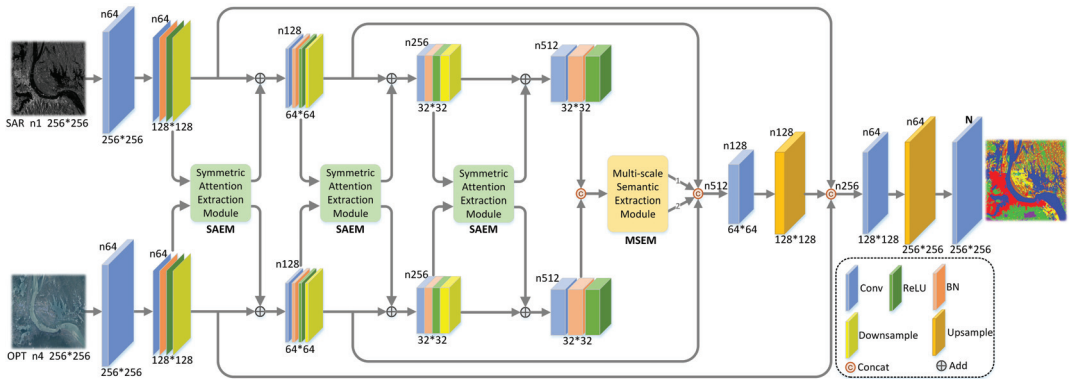 n64
n64
256*256
128*128
SAR n1 256*256
n128
64*64
n256
32*32
n512
32*32
Symmetric
Attention
Extraction
Module
SAEM
Symmetric
Attention
Extraction
Module
SAEM
Symmetric
Attention
Extraction
Module
SAEM
C
Multi-scale
Semantic
Extraction
Module
MSEM
1
2
C
n512
n128
64*64
n128
128*128
C
n256
n64
128*128
n64
256*256
N
256*256
n64
n64
256*256
128*128
OPT n4 256*256
n128
64*64
n256
32*32
n512
32*32
Conv
ReLU
BN
Downsample
Upsample
C Concat
Add